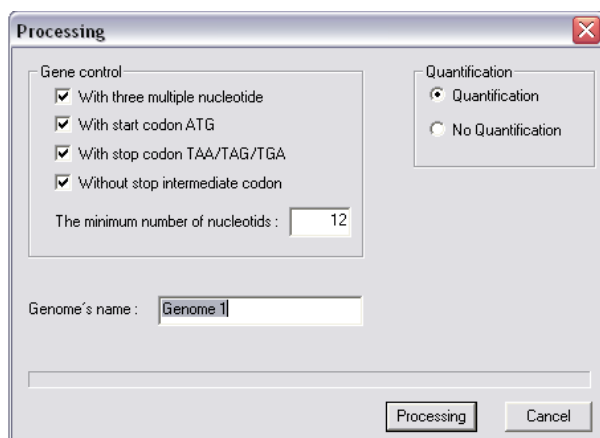 Processing
Gene control
With three multiple nucleotide
With start codon ATG
With stop codon TAA/TAG/TGA
Without stop intermediate codon
The minimum number of nucleotids : 12
Quantification
Quantification
No Quantification
Genome´s name : Genome 1
Processing Cancel